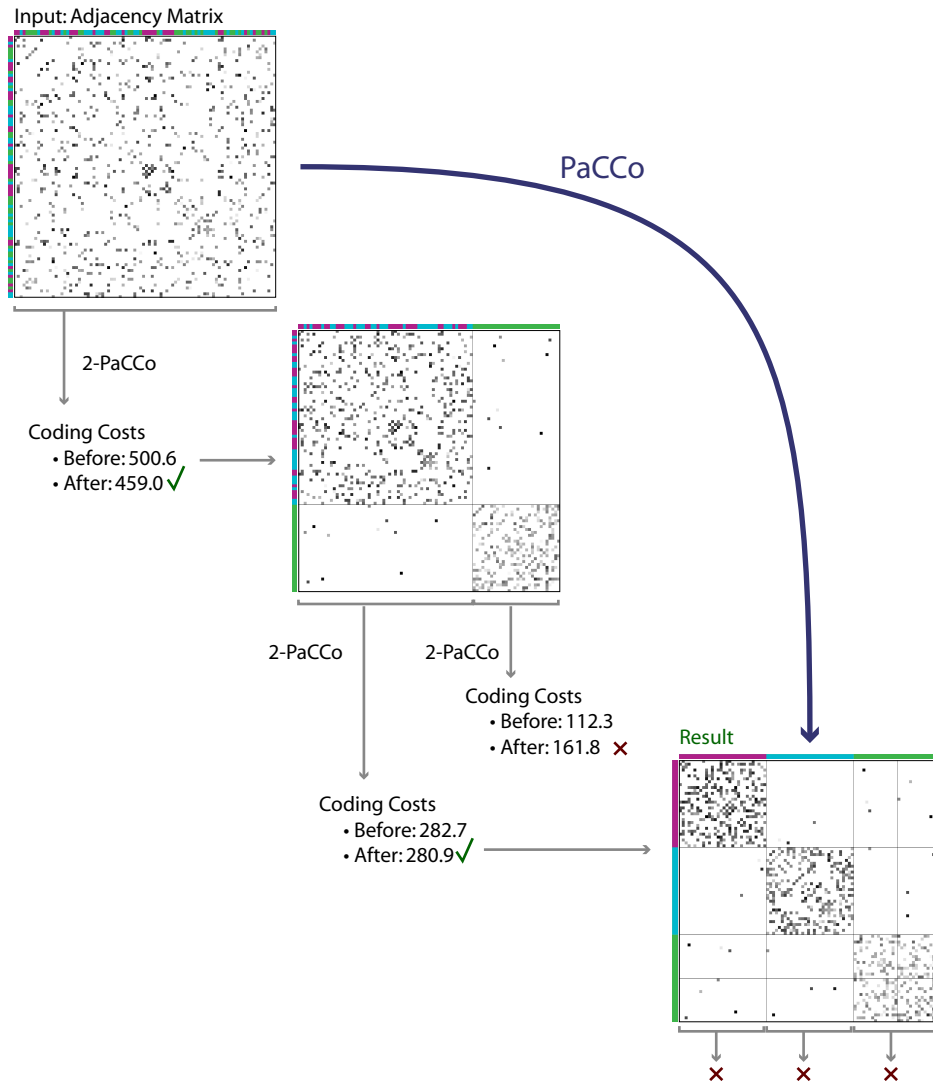 Input: Adjacency Matrix
PaCCo
2-PaCCo
Coding Costs
• Before: 500.6
• After: 459.0 ✓
2-PaCCo
2-PaCCo
Coding Costs
• Before: 112.3
• After: 161.8 ×
Result
Coding Costs
• Before: 282.7
• After: 280.9 ✓
× × ×